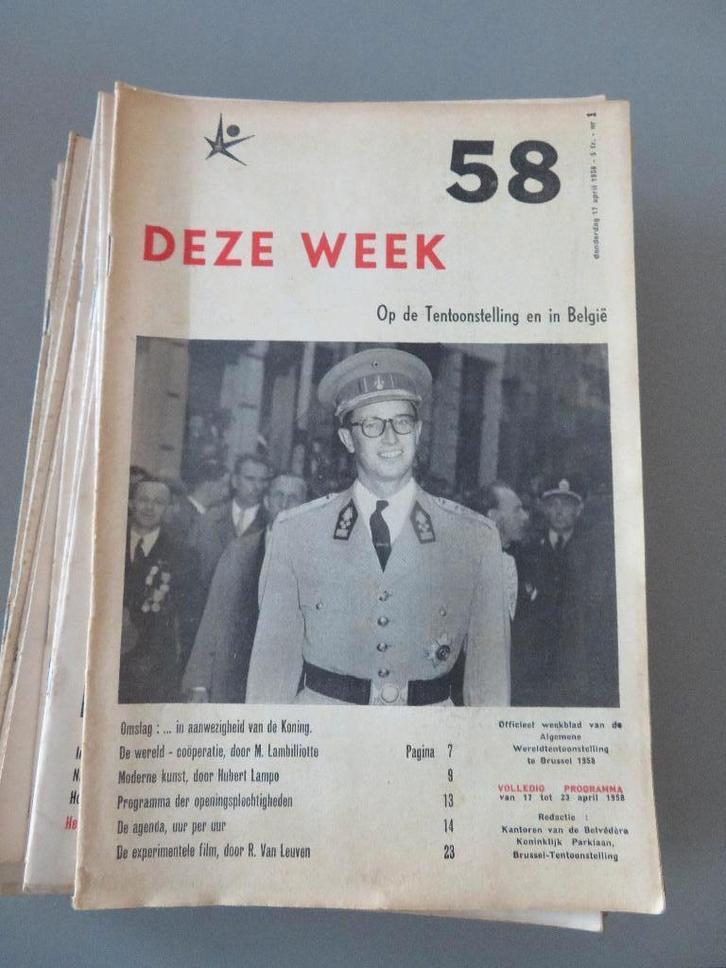 58
donderdag 17 april 1958 - 5 fr. - nr 1
DEZE WEEK
Op de Tentoonstelling en in België
Omslag : ... in aanwezigheid van de Koning.
De wereld - coöperatie, door M. Lambilliotte Pagina 7
Moderne kunst, door Hubert Lampo 9
Programma der openingsplechtigheden 13
De agenda, uur per uur 14
De experimentele film, door R. Van Leuven 23
Officieel weekblad van de
Algemene
Wereldtentoonstelling
te Brussel 1958
VOLLEDIG PROGRAMMA
van 17 tot 23 april 1958
Redactie :
Kantoren van de Belvédère
Koninklijk Parklaan,
Brussel-Tentoonstelling